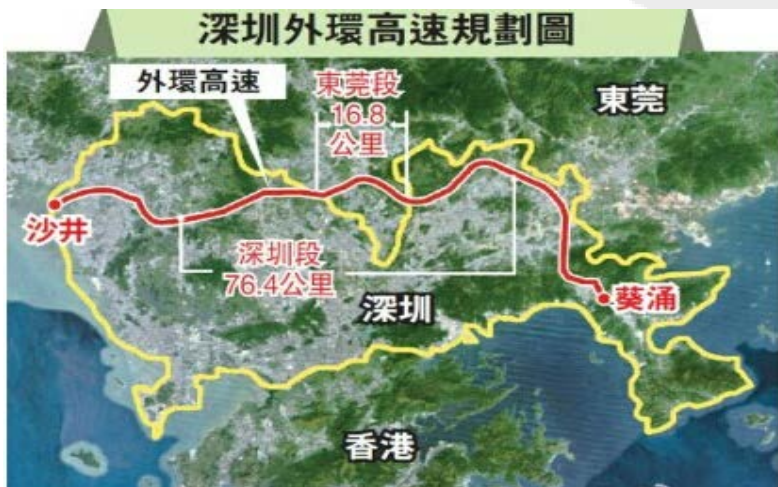 深圳外環高速規劃圖
外環高速
東莞段
16.8
公里
東莞
沙井
深圳段
76.4公里
深圳
葵涌
香港